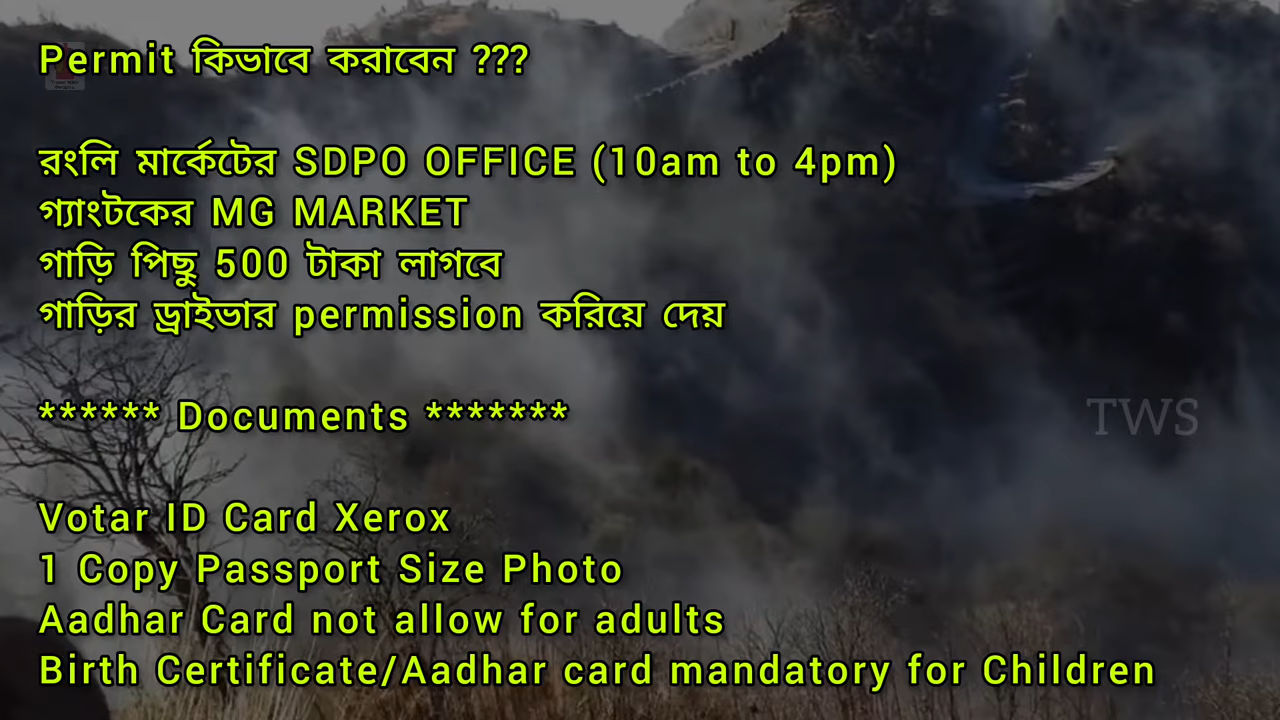 Permit কিভাবে করাবেন ???
রংলি মার্কেটের SDPO OFFICE (10am to 4pm)
গ্যাংটকের MG MARKET
গাড়ি পিছু 500 টাকা লাগবে
গাড়ির ড্রাইভার permission করিয়ে দেয়
****** Documents *******
TWS
Votar ID Card Xerox
1 Copy Passport Size Photo
Aadhar Card not allow for adults
Birth Certificate/Aadhar card mandatory for Children